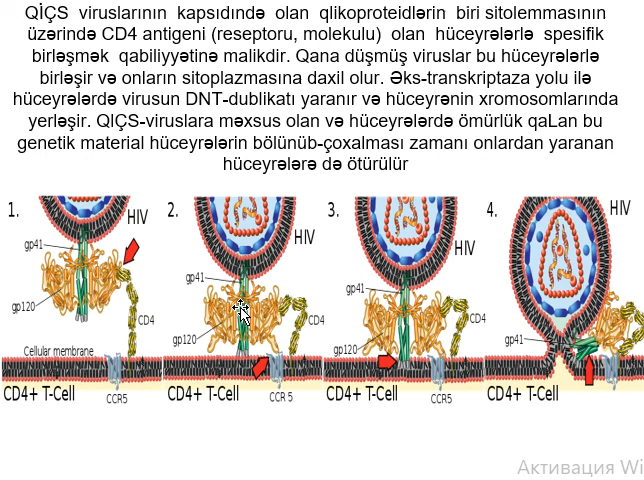 QİÇS viruslarının kapsıdındə olan qlikoproteidlərin biri sitolemmasının
üzərində CD4 antigeni (reseptoru, molekulu) olan hüceyrələrlə spesifik
birləşmək qabiliyyətinə malikdir. Qana düşmüş viruslar bu hüceyrələrlə
birləşir və onların sitoplazmasına daxil olur. Əks-transkriptaza yolu ilə
hüceyrələrdə virusun DNT-dublikatı yaranır və hüceyrənin xromosomlarında
yerləşir. QIÇS-viruslara məxsus olan və hüceyrələrdə ömürlük qaLan bu
genetik material hüceyrələrin bölünüb-çoxalması zamanı onlardan yaranan
hüceyrələrə də ötürülür
1. HIV 2. HIV 3. HIV 4. HIV
gp41 gp41 gp41 gp41
gp120 gp120 gp120 gp120
CD4 CD4 CD4
Cellular membrane
CD4+ T-Cell CCR5 CD4+ T-Cell CCR 5 CD4+ T-Cell CCR5 CD4+ T-Cell
Активация Wi